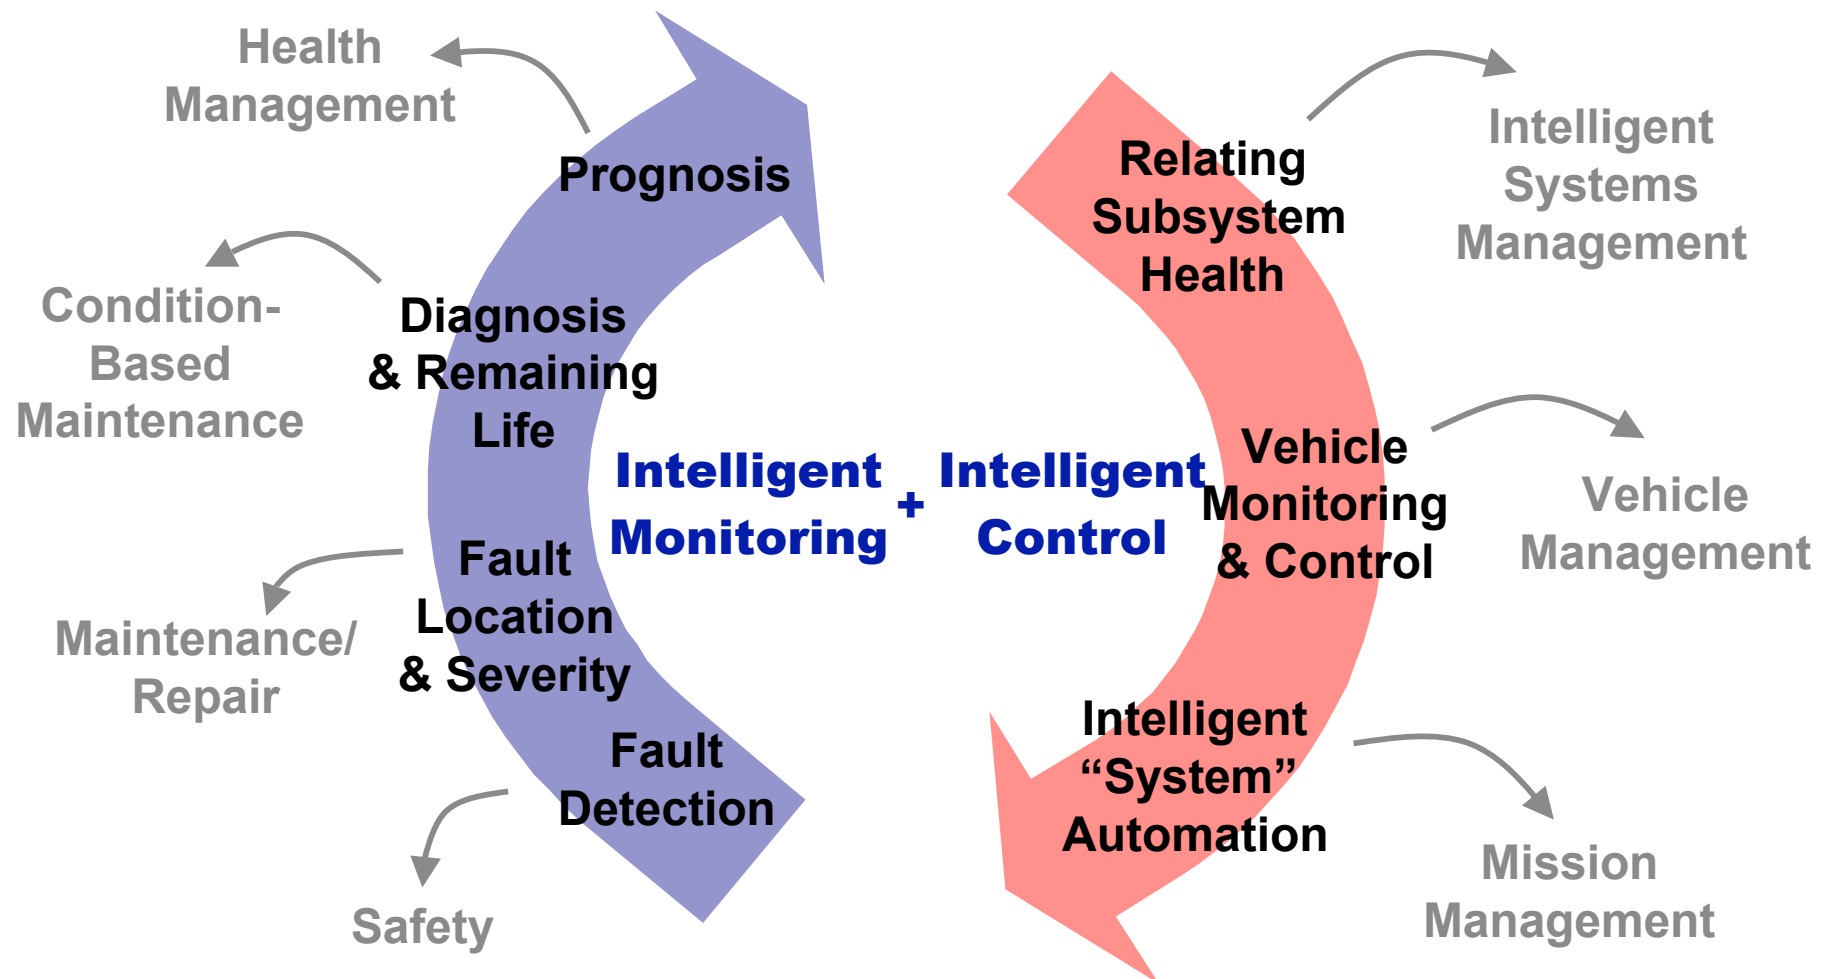 Health
Management
Prognosis
Condition-
Based
Maintenance
Diagnosis
& Remaining
Life
Maintenance/
Repair
Fault
Location
& Severity
Safety
Fault
Detection
Intelligent
Monitoring
+
Intelligent
Control
Relating
Subsystem
Health
Intelligent
Systems
Management
Vehicle
Monitoring
& Control
Vehicle
Management
Intelligent
“System”
Automation
Mission
Management